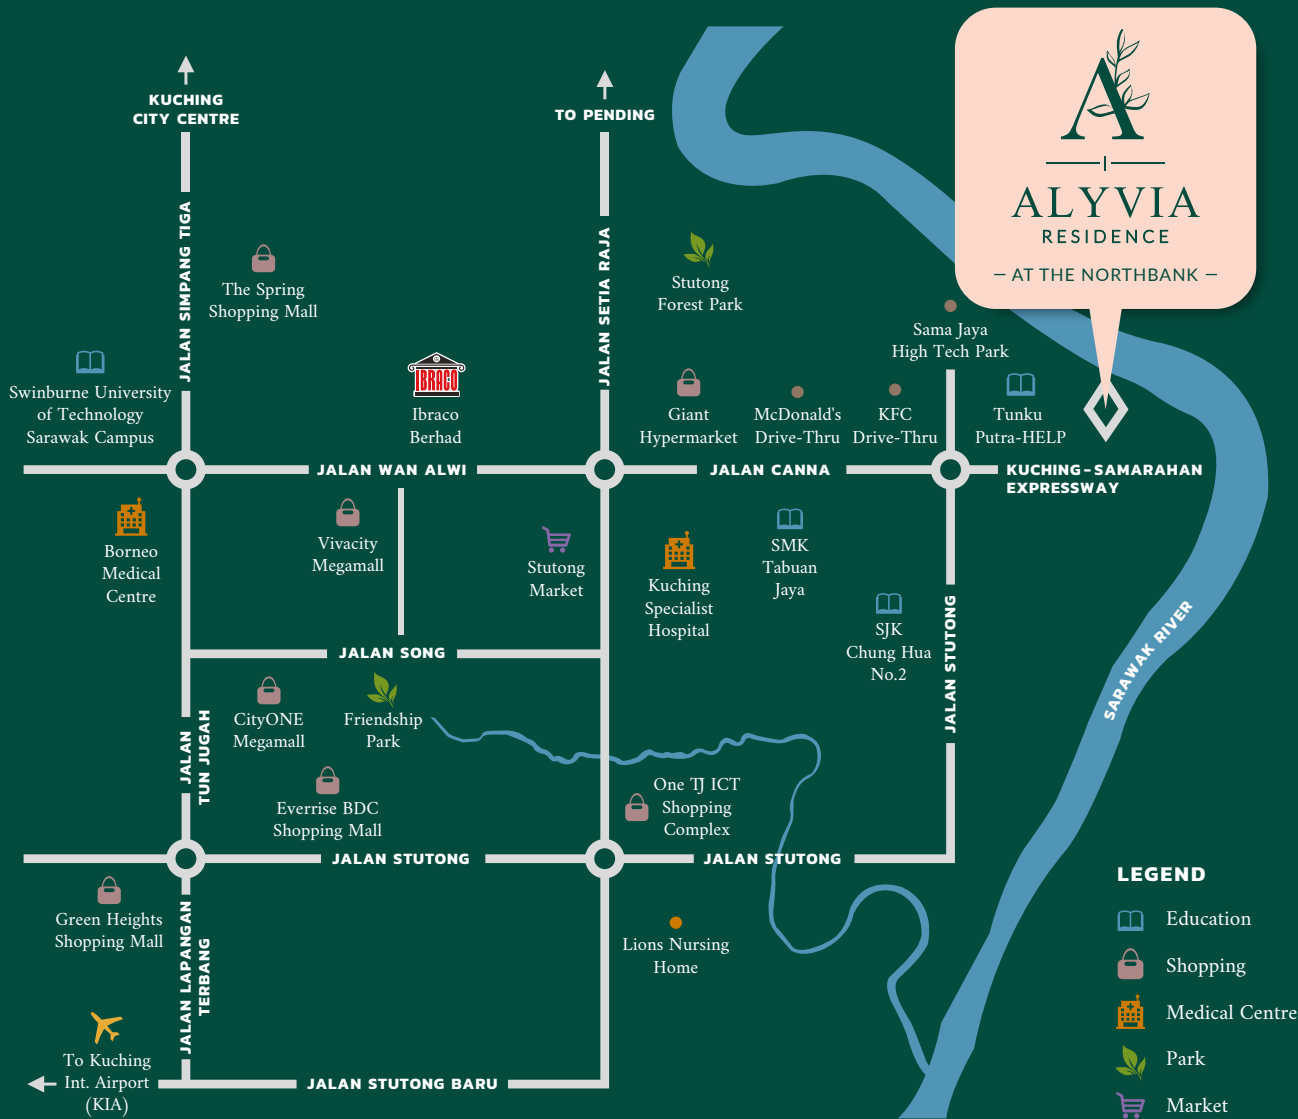 ALYVIA
RESIDENCE
AT THE NORTHBANK
KUCHING
CITY CENTRE
TO PENDING
JALAN SIMPANG TIGA
The Spring
Shopping Mall
JALAN SETIA RAJA
Stutong
Forest Park
Sama Jaya
High Tech Park
Swinburne University
of Technology
Sarawak Campus
IBRACO
Ibraco
Berhad
Giant
Hypermarket
McDonald's
Drive-Thru
KFC
Drive-Thru
Tunku
Putra-HELP
JALAN WAN ALWI
JALAN CANNA
KUCHING-SAMARAHAN
EXPRESSWAY
Borneo
Medical
Centre
Vivacity
Megamall
Stutong
Market
Kuching
Specialist
Hospital
SMK
Tabuan
Jaya
SJK
Chung Hua
No.2
JALAN STUTONG
SARAWAK RIVER
JALAN SONG
CityONE
Megamall
Friendship
Park
JALAN
TUN JUGAH
Everrise BDC
Shopping Mall
One TJ ICT
Shopping
Complex
JALAN STUTONG
JALAN STUTONG
Green Heights
Shopping Mall
JALAN LAPANGAN
TERBANG
Lions Nursing
Home
To Kuching
Int. Airport
(KIA)
JALAN STUTONG BARU
LEGEND
Education
Shopping
Medical Centre
Park
Market